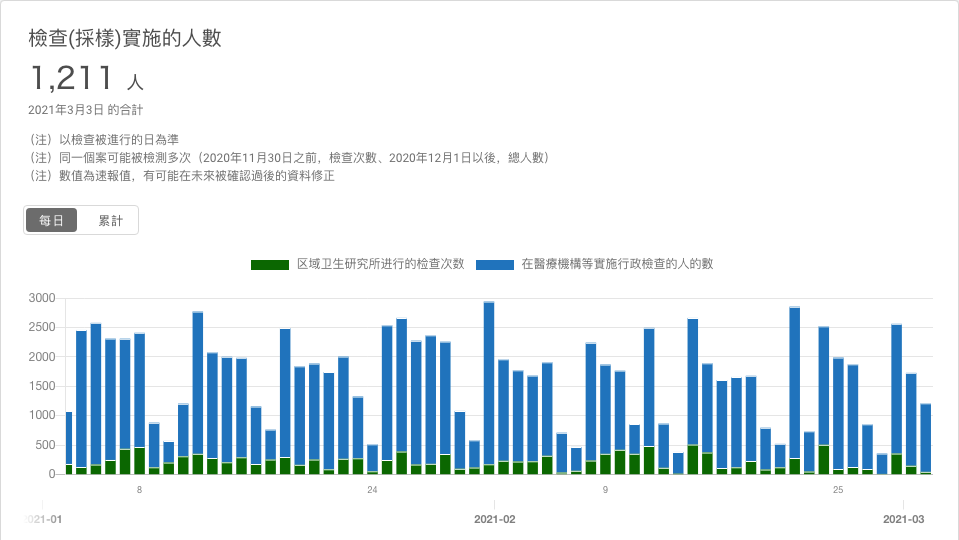 檢查(採樣)實施的人數
1,211 人
2021年3月3日 的合計
（注）以檢查被進行的日為準
（注）同一個案可能被檢測多次（2020年11月30日之前，檢查次數、2020年12月1日以後，總人數）
（注）數值為速報值，有可能在未來被確認過後的資料修正
每日 累計
区域卫生研究所进行的检查次数 在醫療機構等實施行政檢查的人的數
3000
2500
2000
1500
1000
500
0
8 24 9 25
2021-01 2021-02 2021-03